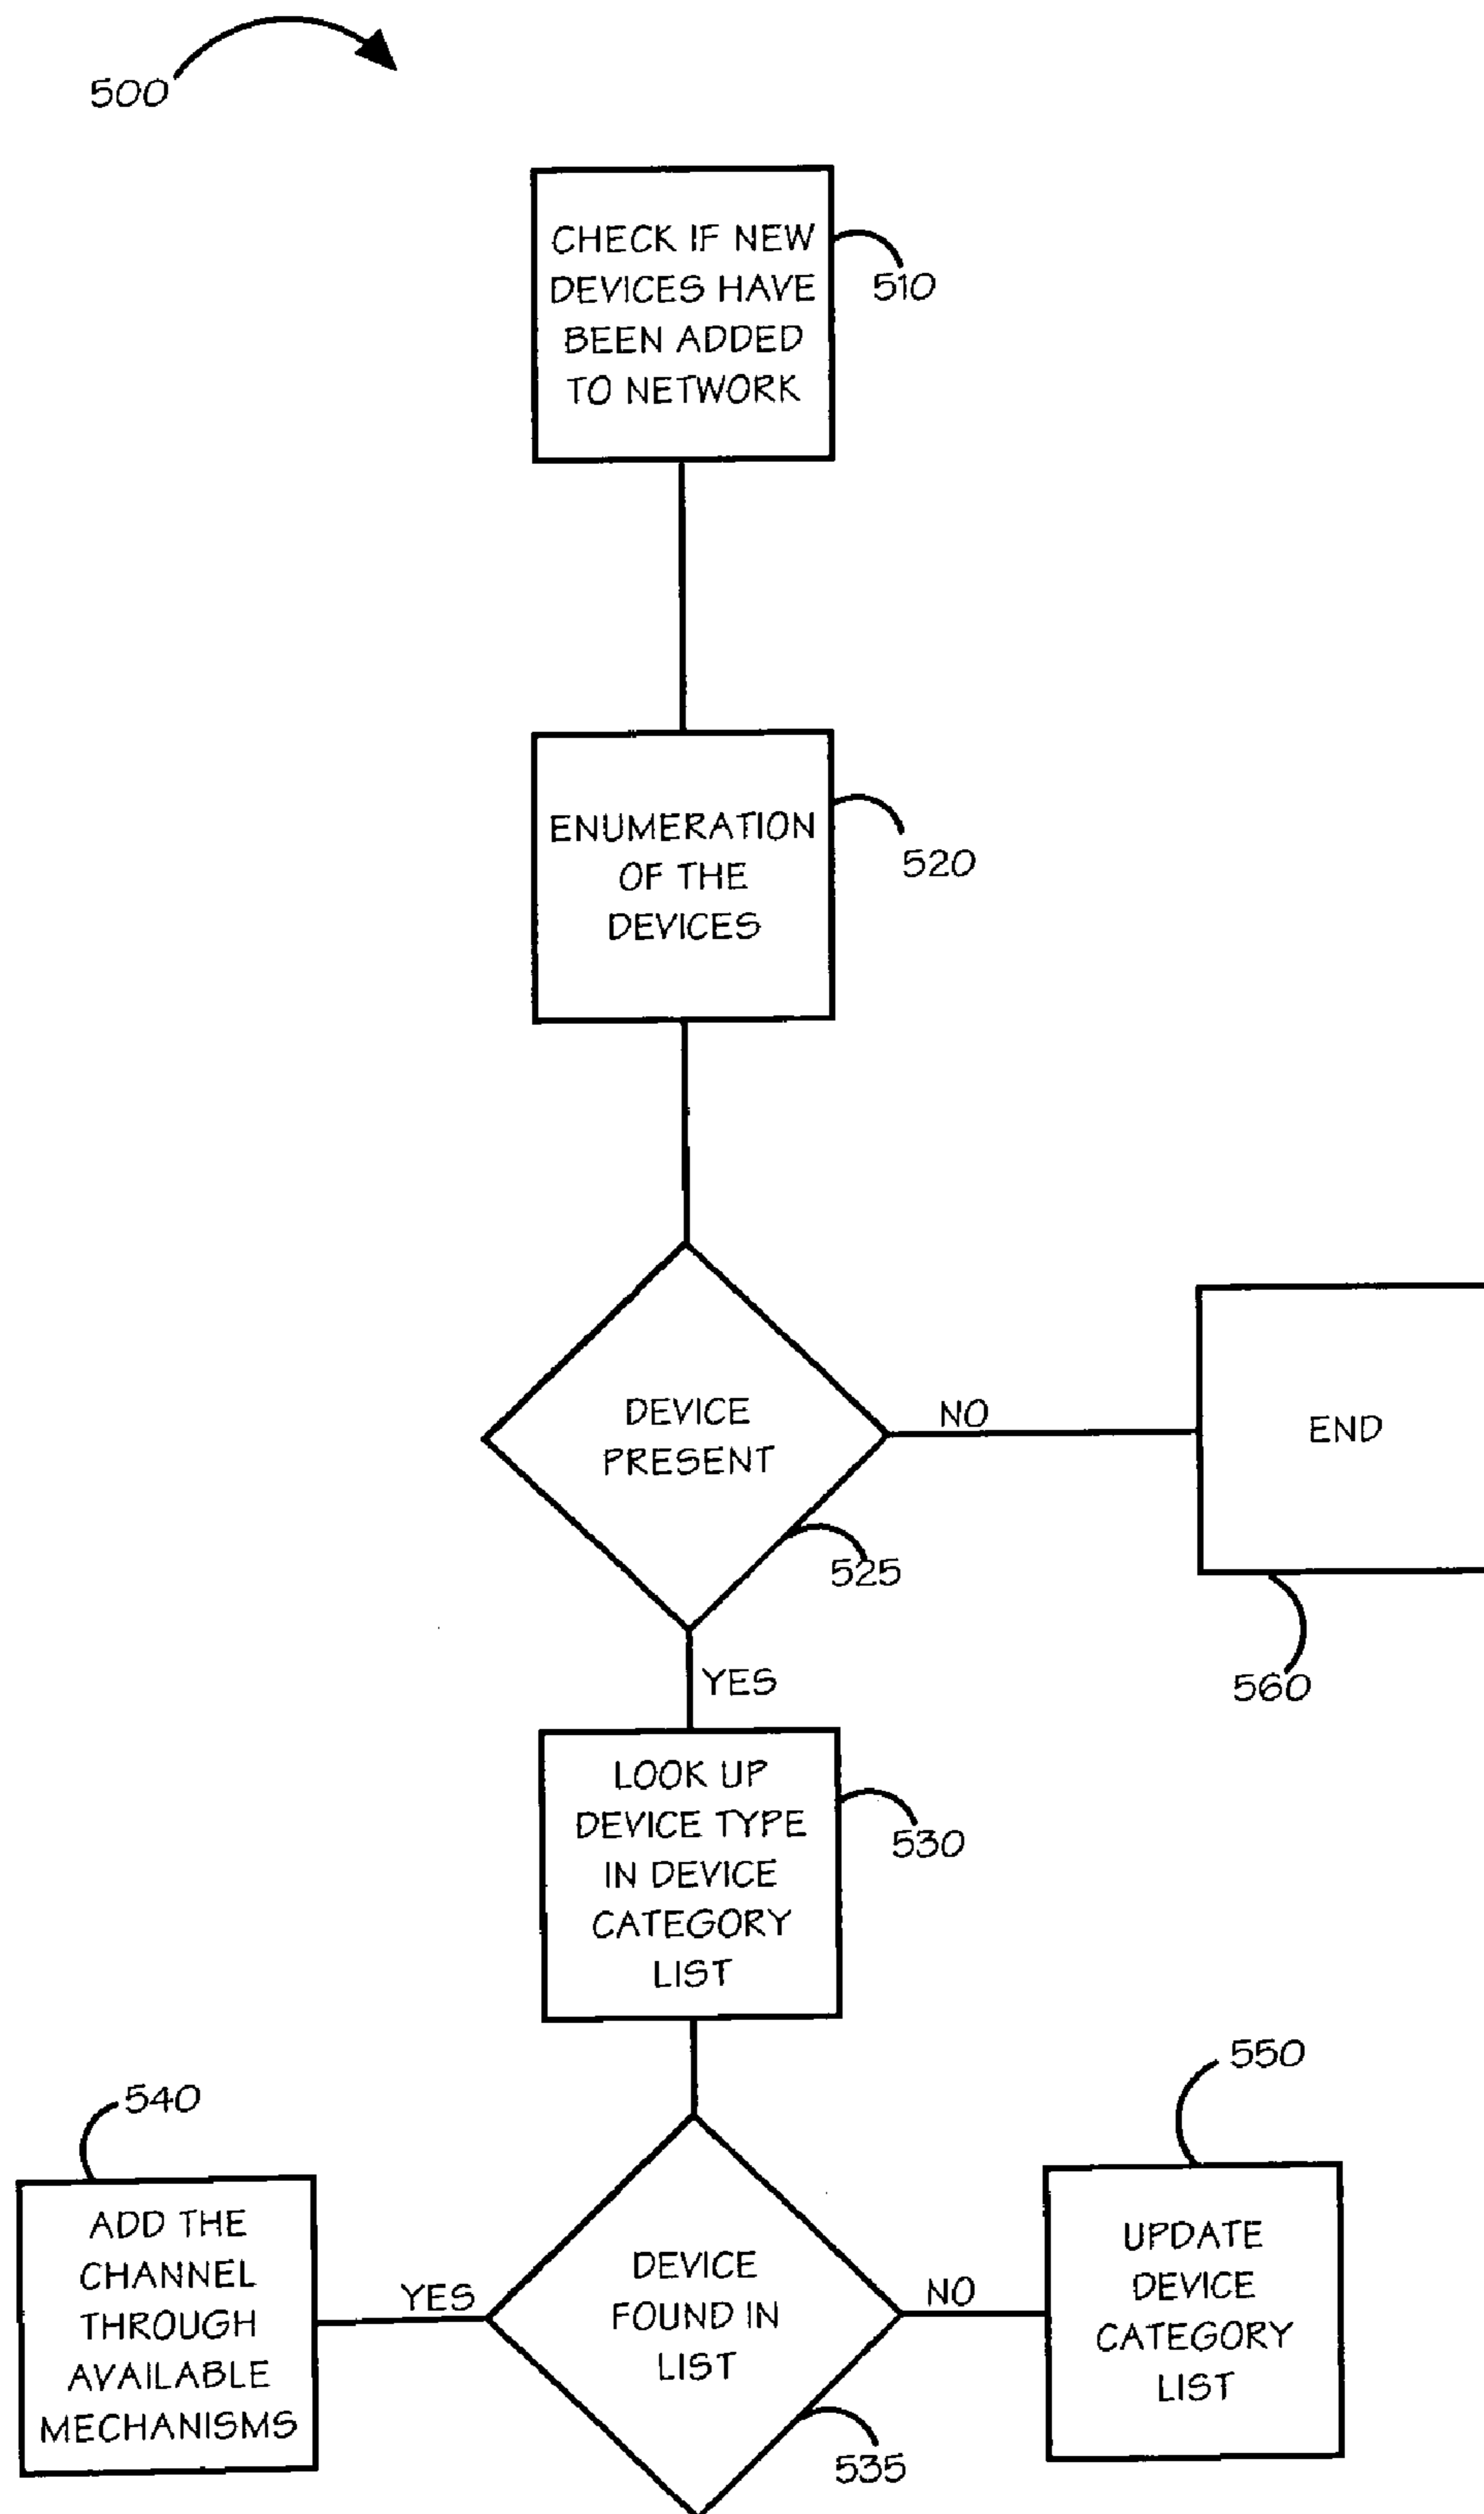 500
CHECK IF NEW
DEVICES HAVE
BEEN ADDED
TO NETWORK
510
ENUMERATION
OF THE
DEVICES
520
DEVICE
PRESENT
525
NO
END
560
YES
LOOK UP
DEVICE TYPE
IN DEVICE
CATEGORY
LIST
530
540
ADD THE
CHANNEL
THROUGH
AVAILABLE
MECHANISMS
YES
DEVICE
FOUND IN
LIST
535
NO
550
UPDATE
DEVICE
CATEGORY
LIST